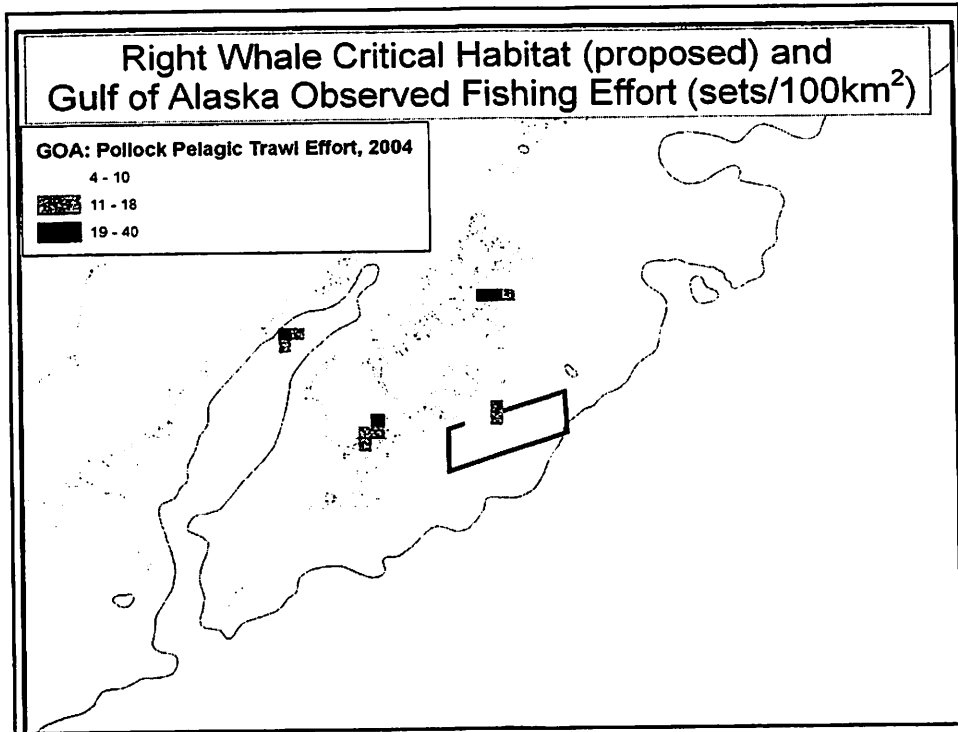 Right Whale Critical Habitat (proposed) and
Gulf of Alaska Observed Fishing Effort (sets/100km²)
GOA: Pollock Pelagic Trawl Effort, 2004
4 - 10
11 - 18
19 - 40